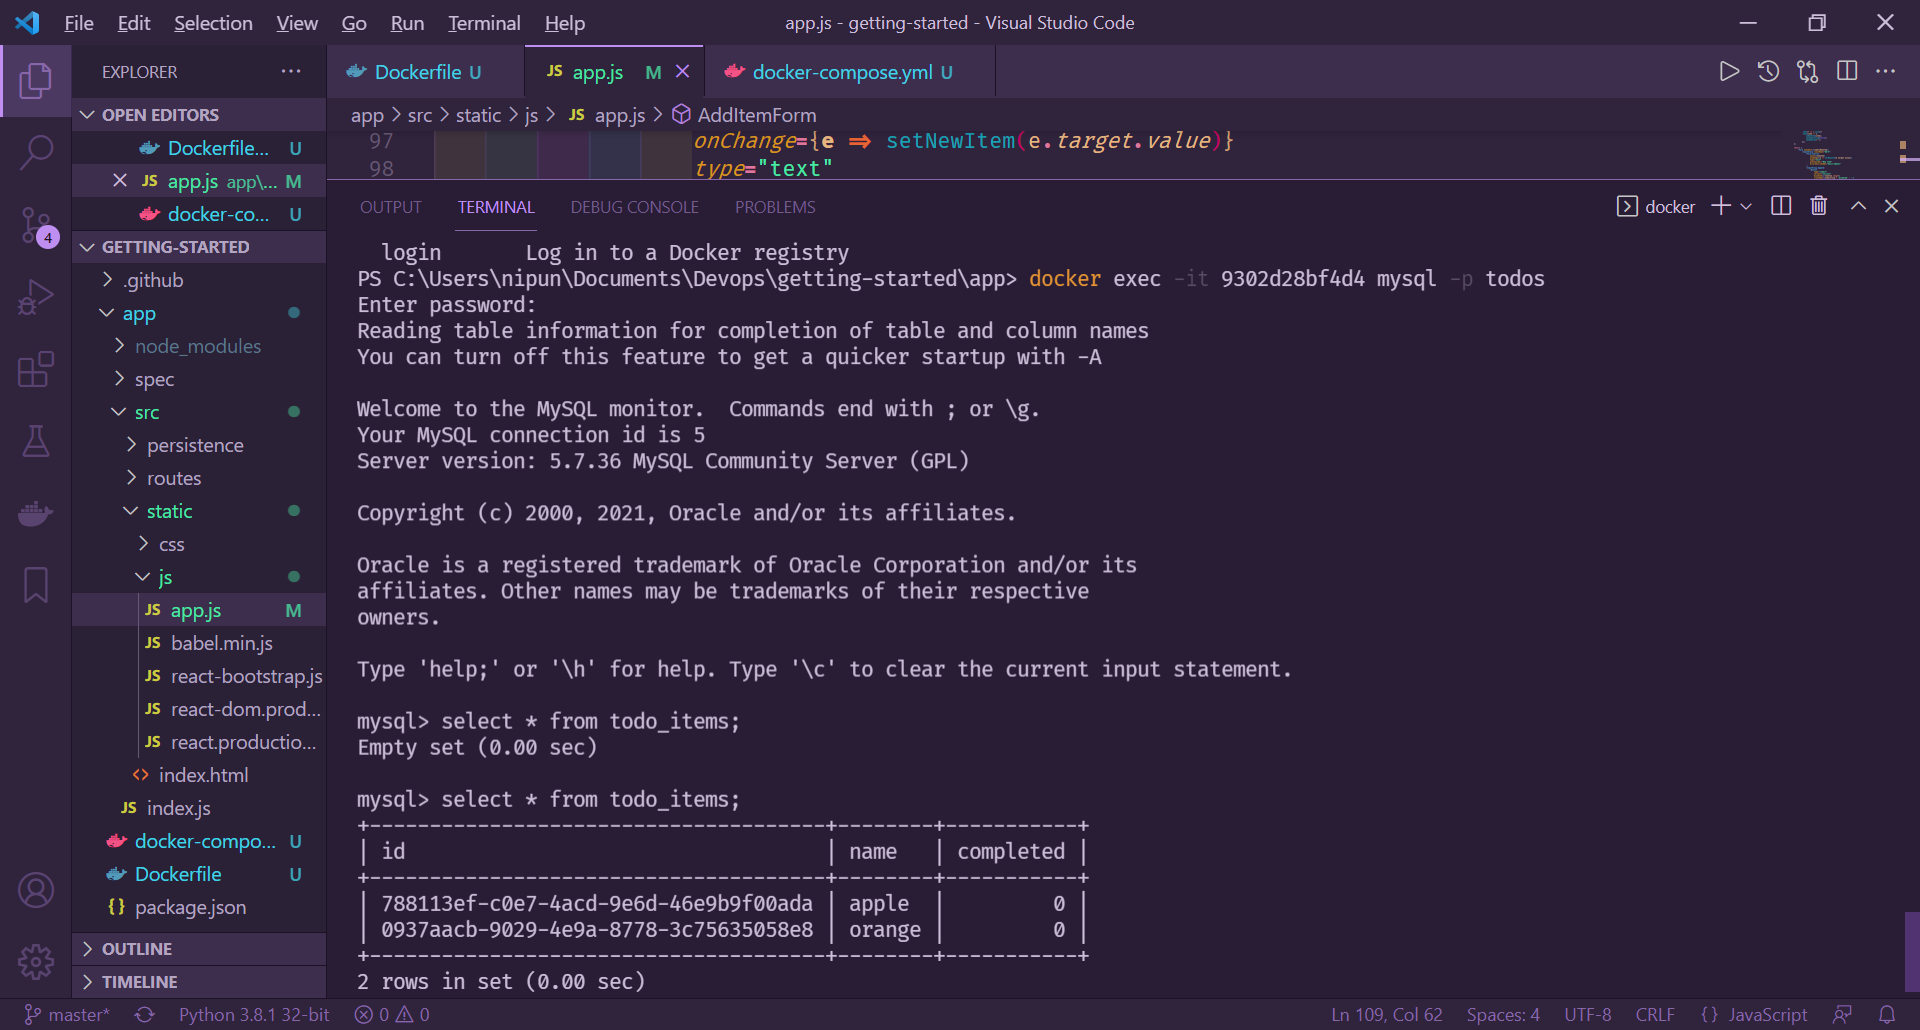 File Edit Selection View Go Run Terminal Help
app.js - getting-started - Visual Studio Code
EXPLORER
OPEN EDITORS
Dockerfile... U
JS app.js app\... M
docker-co... U
GETTING-STARTED
.github
app
node_modules
spec
src
persistence
routes
static
css
js
JS app.js M
JS babel.min.js
JS react-bootstrap.js
JS react-dom.prod...
JS react.productio...
<> index.html
JS index.js
docker-compo... U
Dockerfile U
{} package.json
OUTLINE
TIMELINE
4
Dockerfile U
JS app.js M
docker-compose.yml U
app > src > static > js > JS app.js > AddItemForm
97 onChange={e => setNewItem(e.target.value)}
98 type="text"
OUTPUT TERMINAL DEBUG CONSOLE PROBLEMS
docker
login Log in to a Docker registry
PS C:\Users\nipun\Documents\Devops\getting-started\app> docker exec -it 9302d28bf4d4 mysql -p todos
Enter password:
Reading table information for completion of table and column names
You can turn off this feature to get a quicker startup with -A
Welcome to the MySQL monitor.  Commands end with ; or \g.
Your MySQL connection id is 5
Server version: 5.7.36 MySQL Community Server (GPL)
Copyright (c) 2000, 2021, Oracle and/or its affiliates.
Oracle is a registered trademark of Oracle Corporation and/or its
affiliates. Other names may be trademarks of their respective
owners.
Type 'help;' or '\h' for help. Type '\c' to clear the current input statement.
mysql> select * from todo_items;
Empty set (0.00 sec)
mysql> select * from todo_items;
+--------------------------------------+--------+-----------+
| id                                   | name   | completed |
+--------------------------------------+--------+-----------+
| 788113ef-c0e7-4acd-9e6d-46e9b9f00ada | apple  |         0 |
| 0937aacb-9029-4e9a-8778-3c75635058e8 | orange |         0 |
+--------------------------------------+--------+-----------+
2 rows in set (0.00 sec)
master* Python 3.8.1 32-bit 0 0 Ln 109, Col 62 Spaces: 4 UTF-8 CRLF {} JavaScript